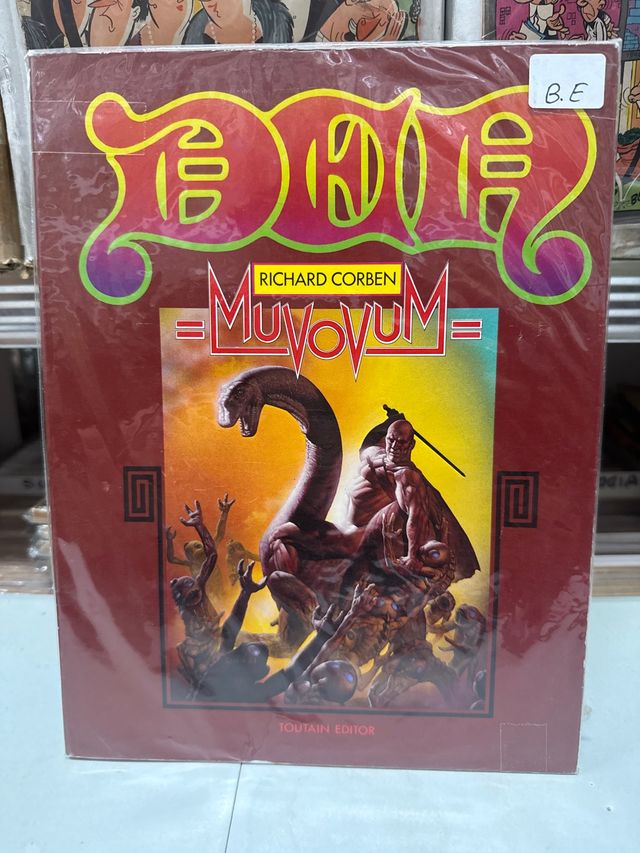 B.E
DEN
RICHARD CORBEN
=MUVOVUM=
TOUTAIN EDITOR